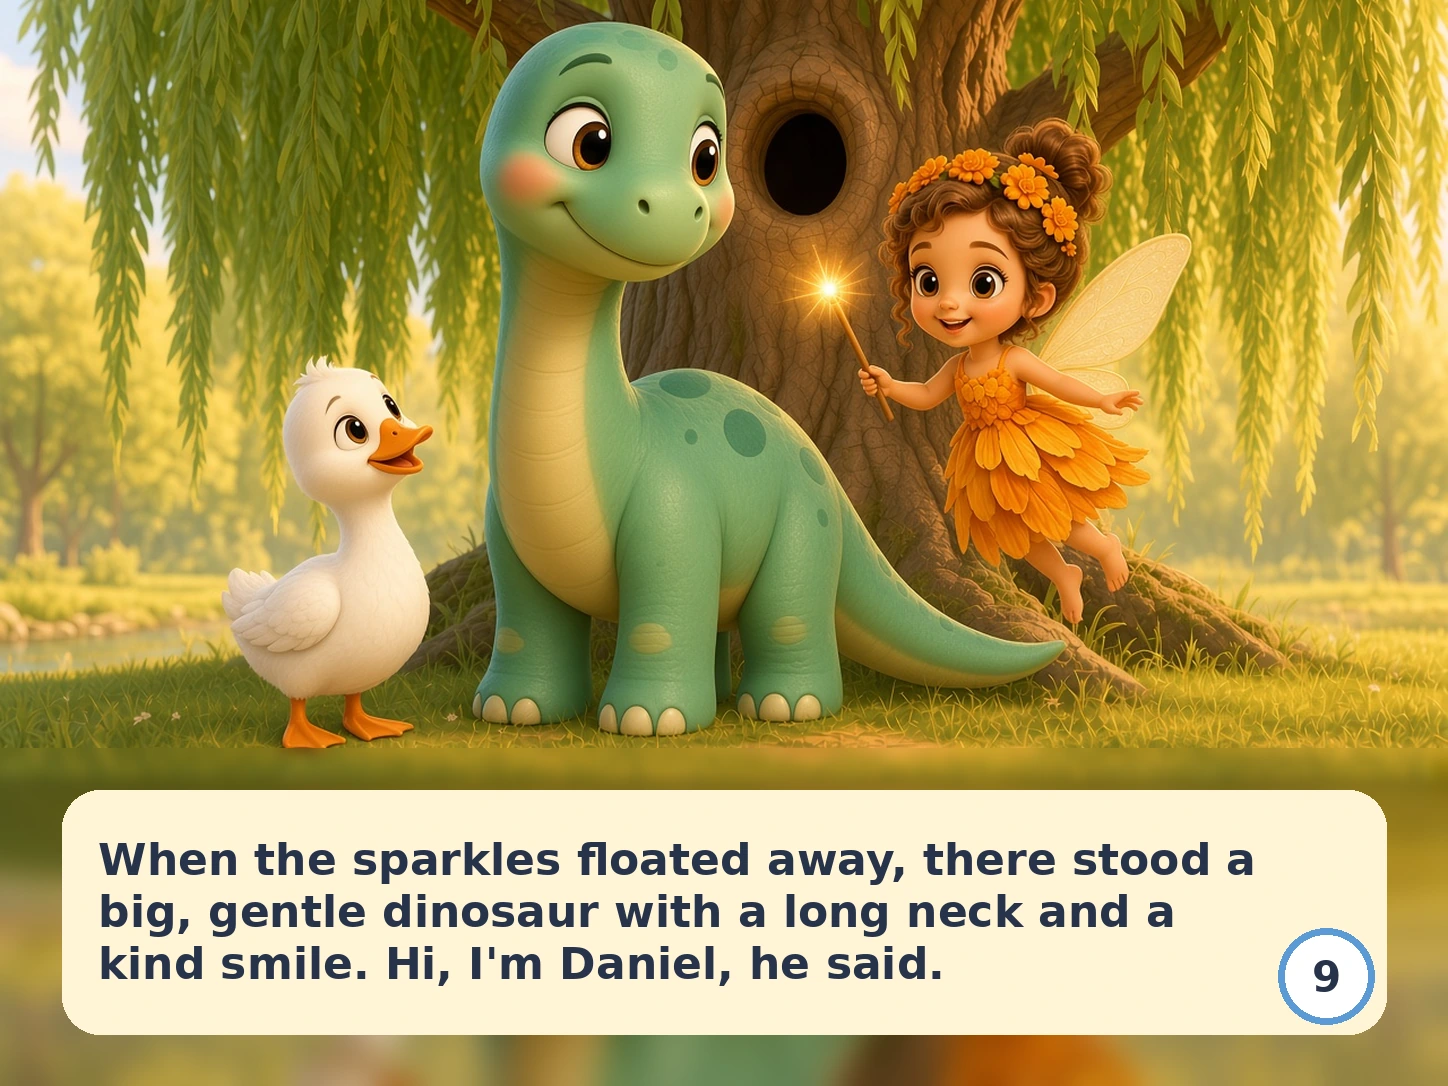 When the sparkles floated away, there stood a
big, gentle dinosaur with a long neck and a
kind smile. Hi, I'm Daniel, he said.
9